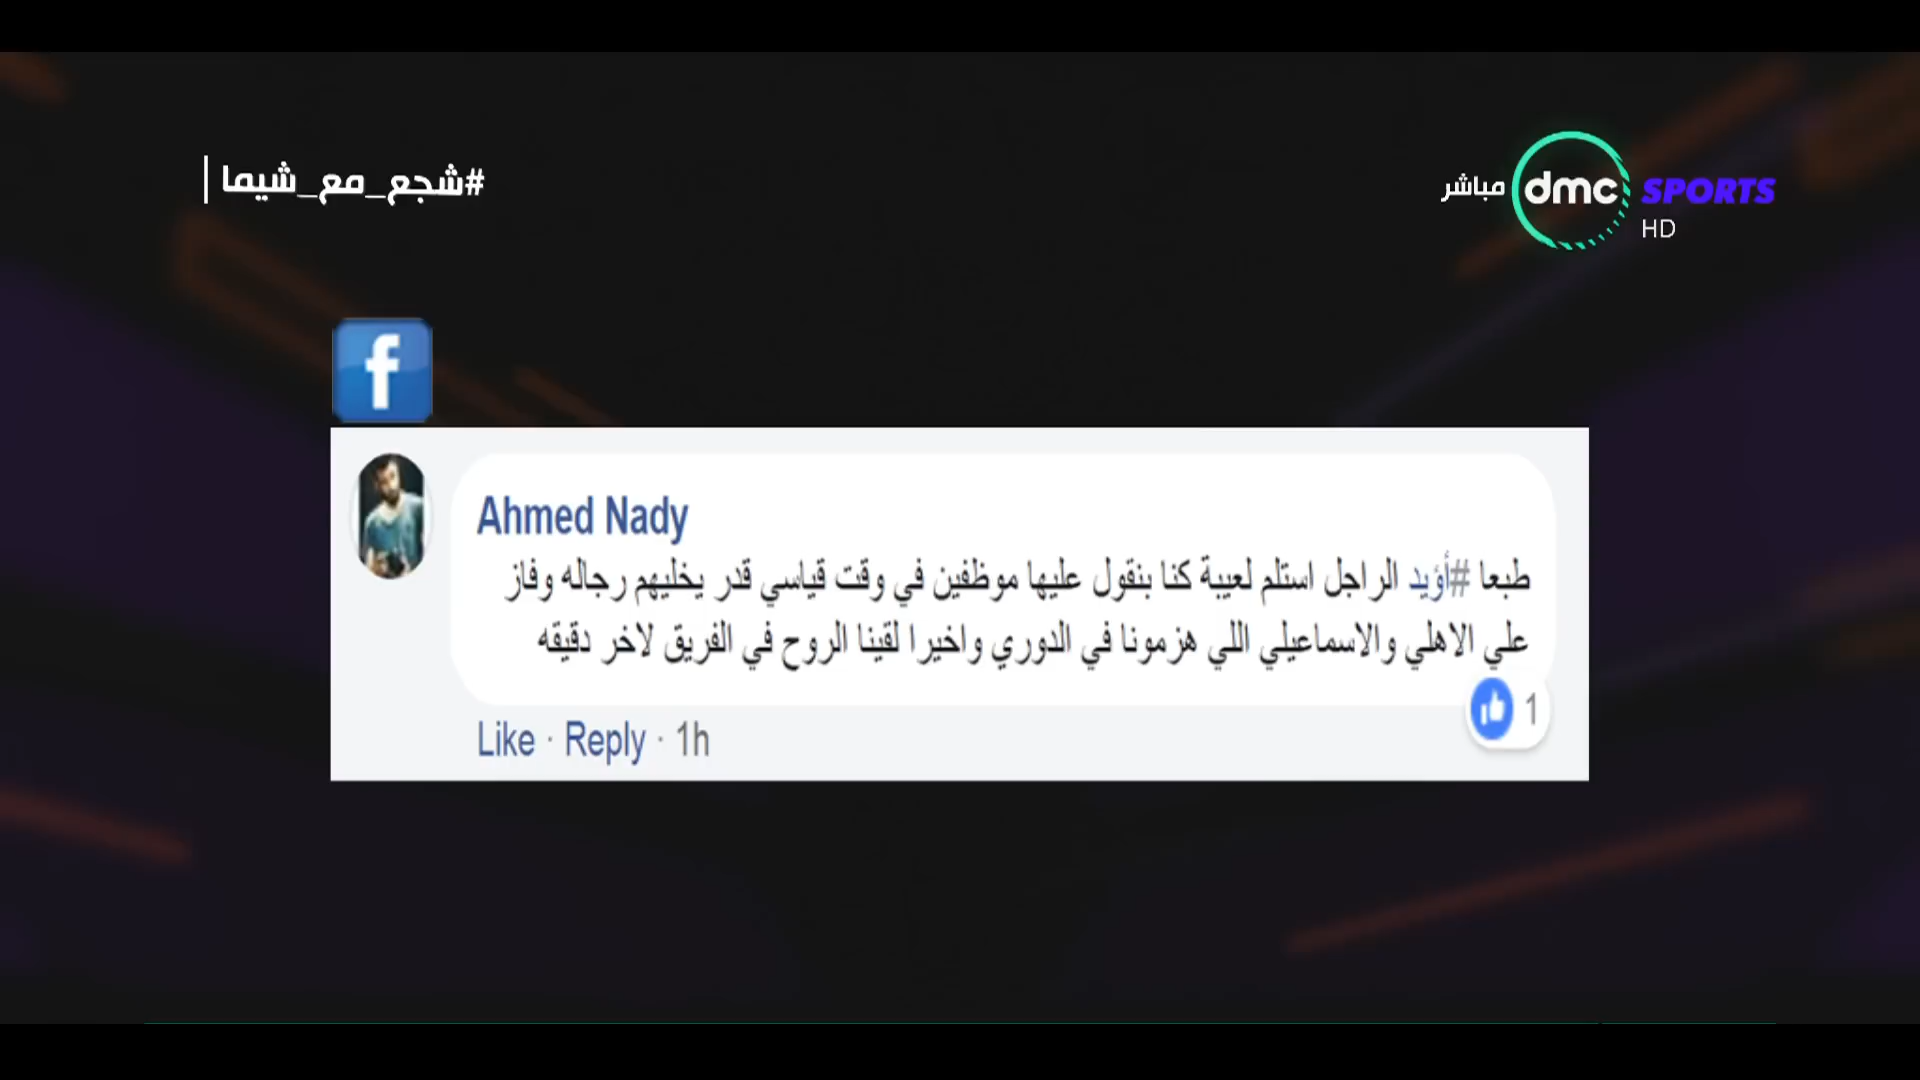 #شجع_مع_شيما
مباشر dmc SPORTS
HD
f
Ahmed Nady
طبعا #أؤيد الراجل استلم لعيبة كنا بنقول عليها موظفين في وقت قياسي قدر يخليهم رجاله وفاز
علي الاهلي والاسماعيلي اللي هزمونا في الدوري واخيرا لقينا الروح في الفريق لاخر دقيقه
1
Like · Reply · 1h